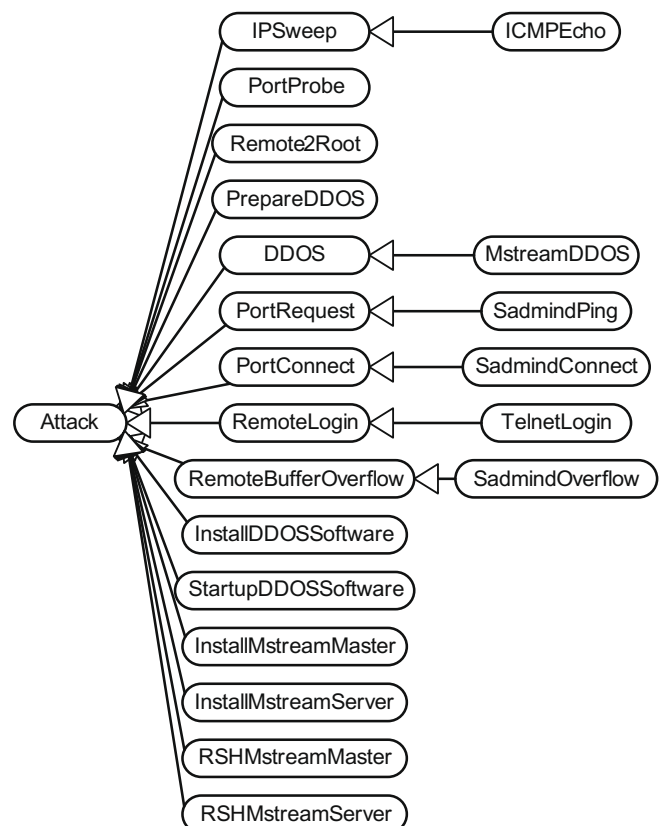 IPSweep
ICMPEcho
PortProbe
Remote2Root
PrepareDDOS
DDOS
MstreamDDOS
PortRequest
SadmindPing
PortConnect
SadmindConnect
Attack
RemoteLogin
TelnetLogin
RemoteBufferOverflow
SadmindOverflow
InstallDDOSSoftware
StartupDDOSSoftware
InstallMstreamMaster
InstallMstreamServer
RSHMstreamMaster
RSHMstreamServer